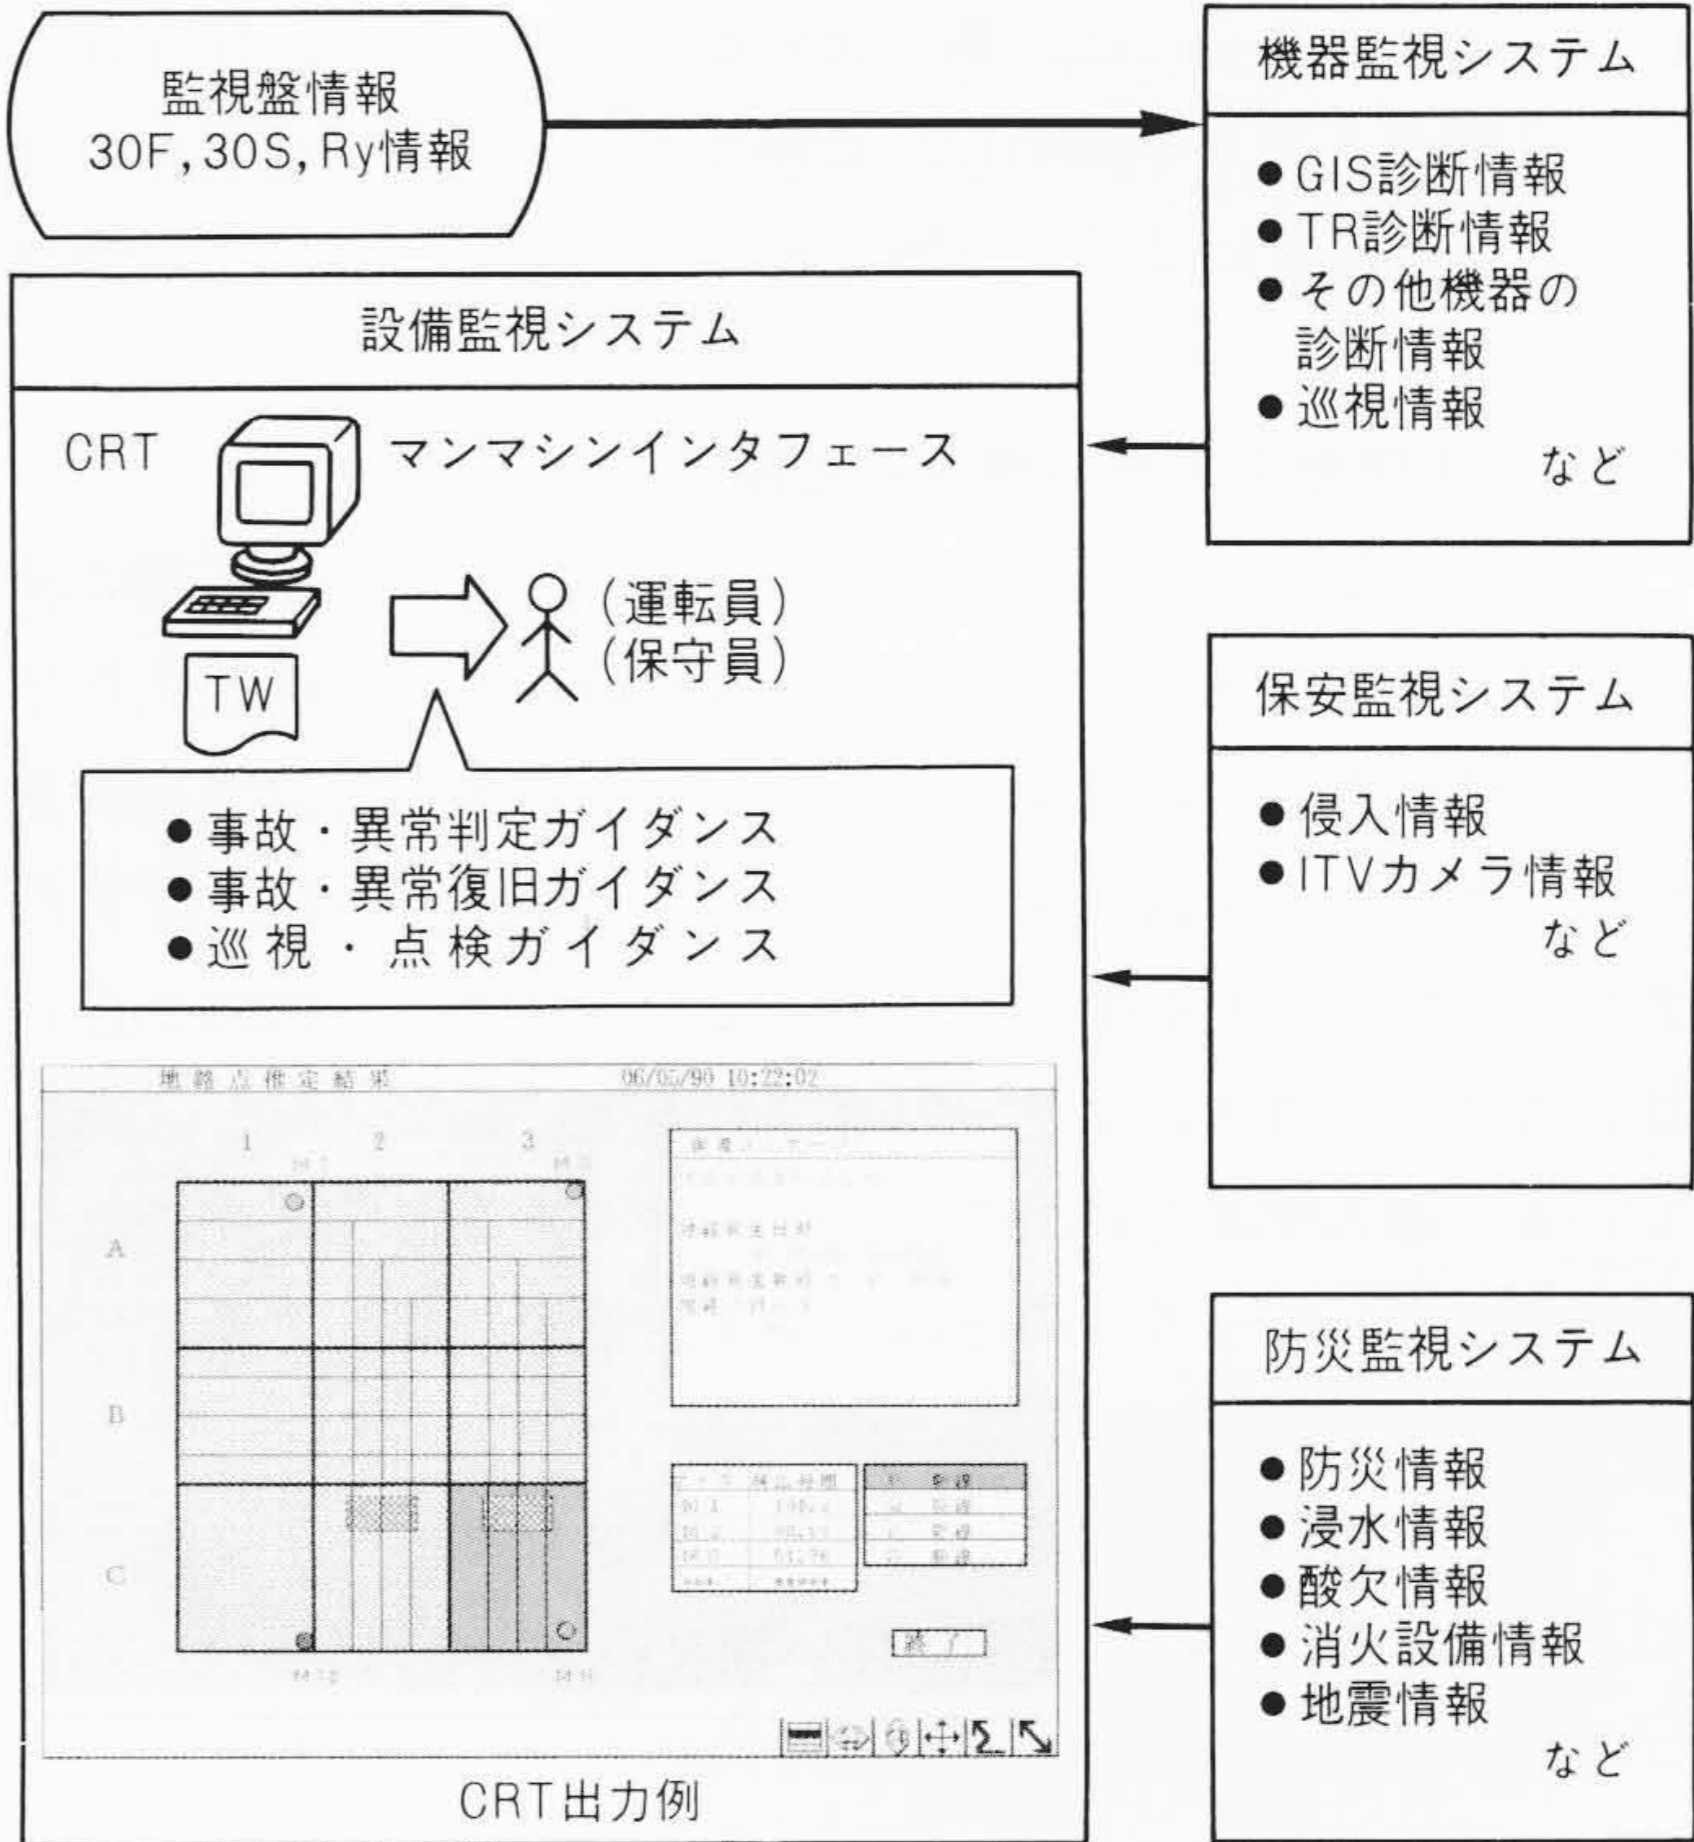 監視盤情報
30F,30S,Ry情報
機器監視システム
●GIS診断情報
●TR診断情報
●その他機器の
診断情報
●巡視情報
など
設備監視システム
CRT
マンマシンインタフェース
(運転員)
(保守員)
TW
●事故・異常判定ガイダンス
●事故・異常復旧ガイダンス
●巡視・点検ガイダンス
保安監視システム
●侵入情報
●ITVカメラ情報
など
地絡点推定結果
1 2 3
A
B
C
終了
CRT出力例
防災監視システム
●防災情報
●浸水情報
●酸欠情報
●消火設備情報
●地震情報
など